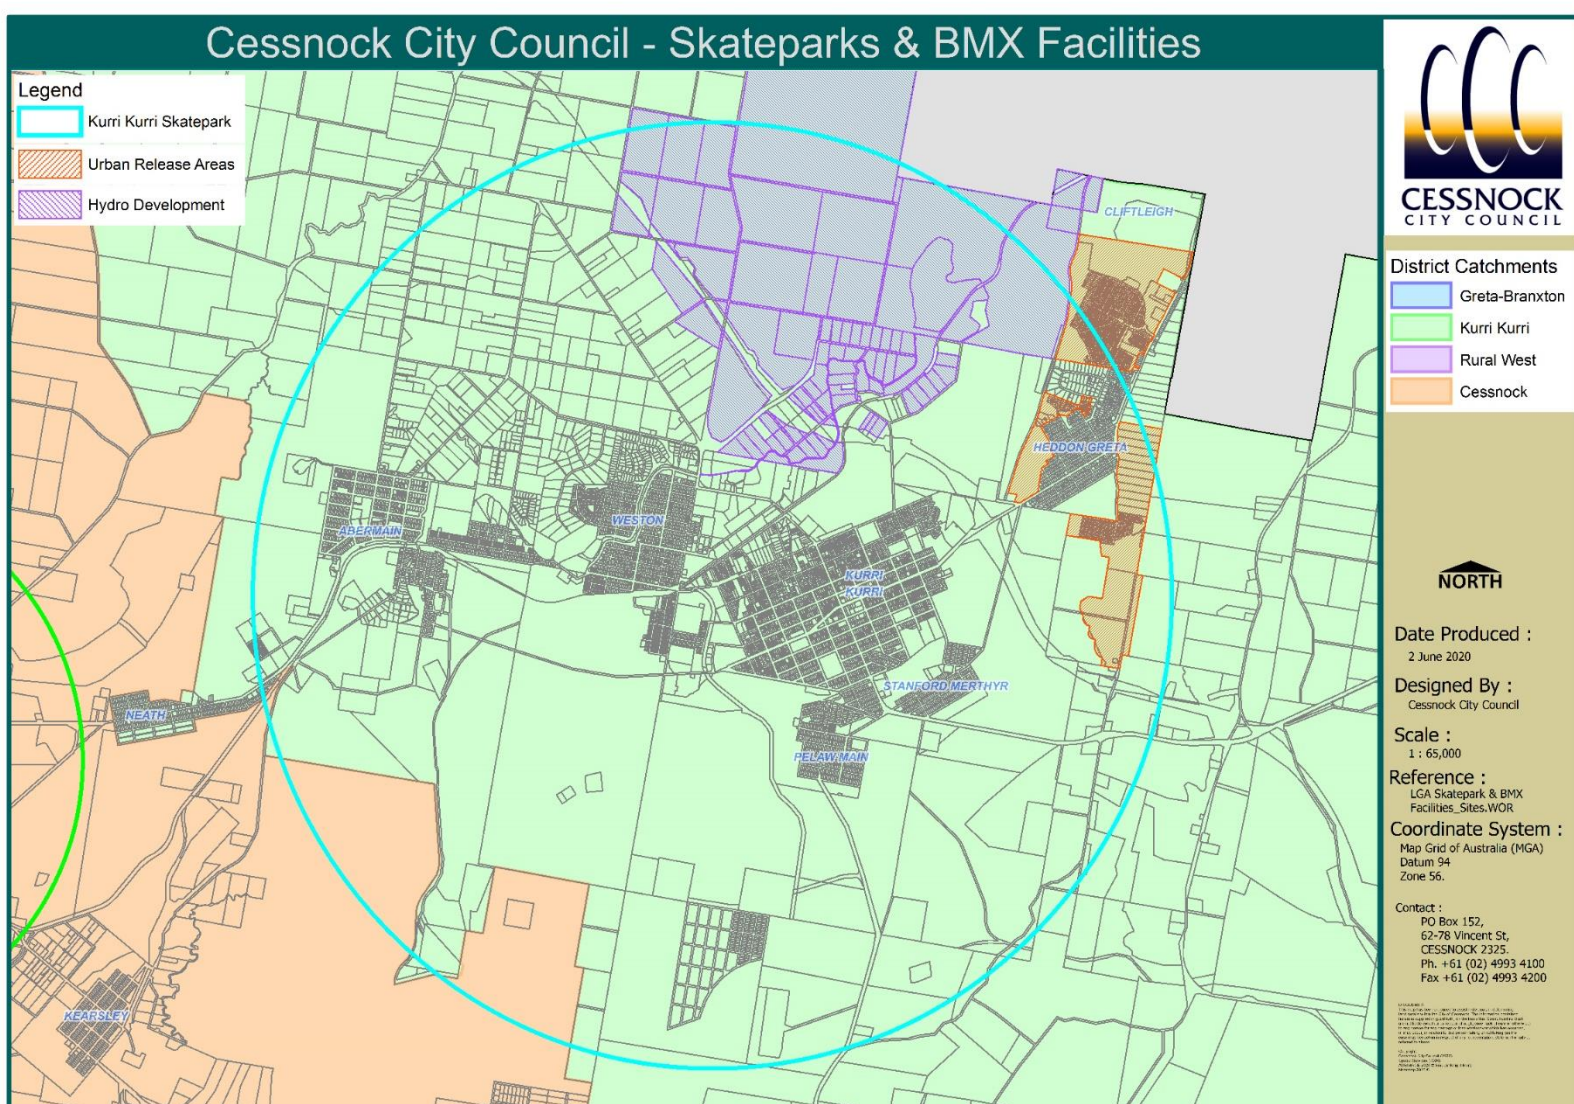 Cessnock City Council - Skateparks & BMX Facilities
Legend
Kurri Kurri Skatepark
Urban Release Areas
Hydro Development
CLIFTLEIGH
HEDDON GRETA
ABERMAIN
WESTON
KURRI
KURRI
STANFORD MERTHYR
NEATH
PELAW MAIN
KEARSLEY
CESSNOCK
CITY COUNCIL
District Catchments
Greta-Branxton
Kurri Kurri
Rural West
Cessnock
NORTH
Date Produced :
2 June 2020
Designed By :
Cessnock City Council
Scale :
1 : 65,000
Reference :
LGA Skatepark & BMX
Facilities_Sites.WOR
Coordinate System :
Map Grid of Australia (MGA)
Datum 94
Zone 56.
Contact :
PO Box 152,
62-78 Vincent St,
CESSNOCK 2325.
Ph. +61 (02) 4993 4100
Fax +61 (02) 4993 4200